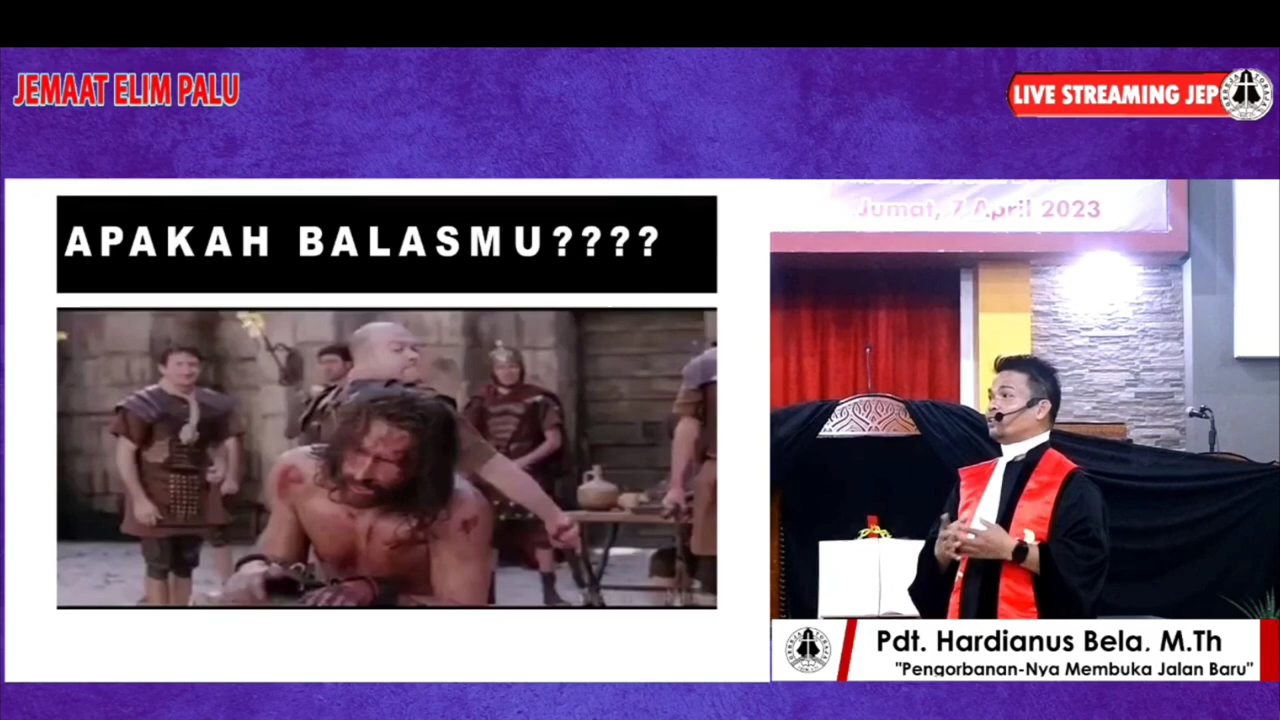 JEMAAT ELIM PALU
LIVE STREAMING JEP
APAKAH BALASMU????
Jumat, 7 April 2023
Pdt. Hardianus Bela, M.Th
"Pengorbanan-Nya Membuka Jalan Baru"